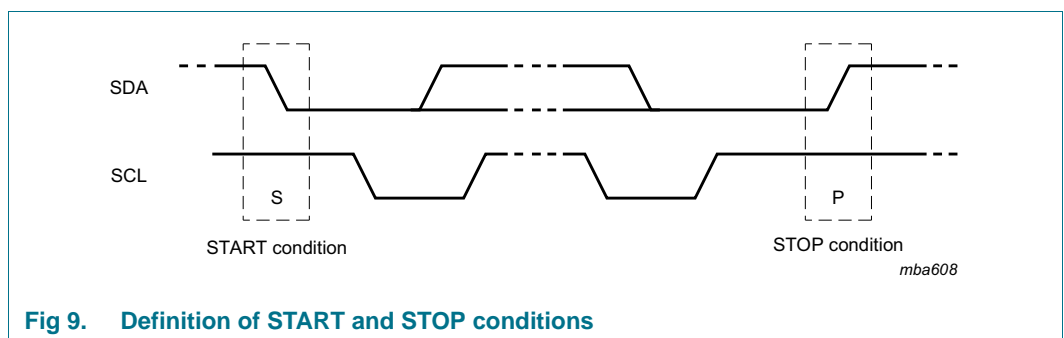 SDA
SCL
S
P
START condition
STOP condition
mba608
Fig 9. Definition of START and STOP conditions